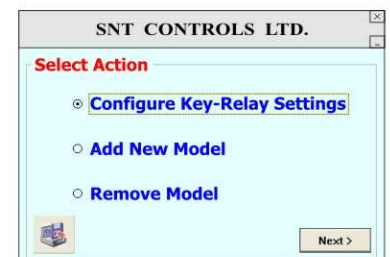 SNT CONTROLS LTD.
Select Action
Configure Key-Relay Settings
Add New Model
Remove Model
Next >